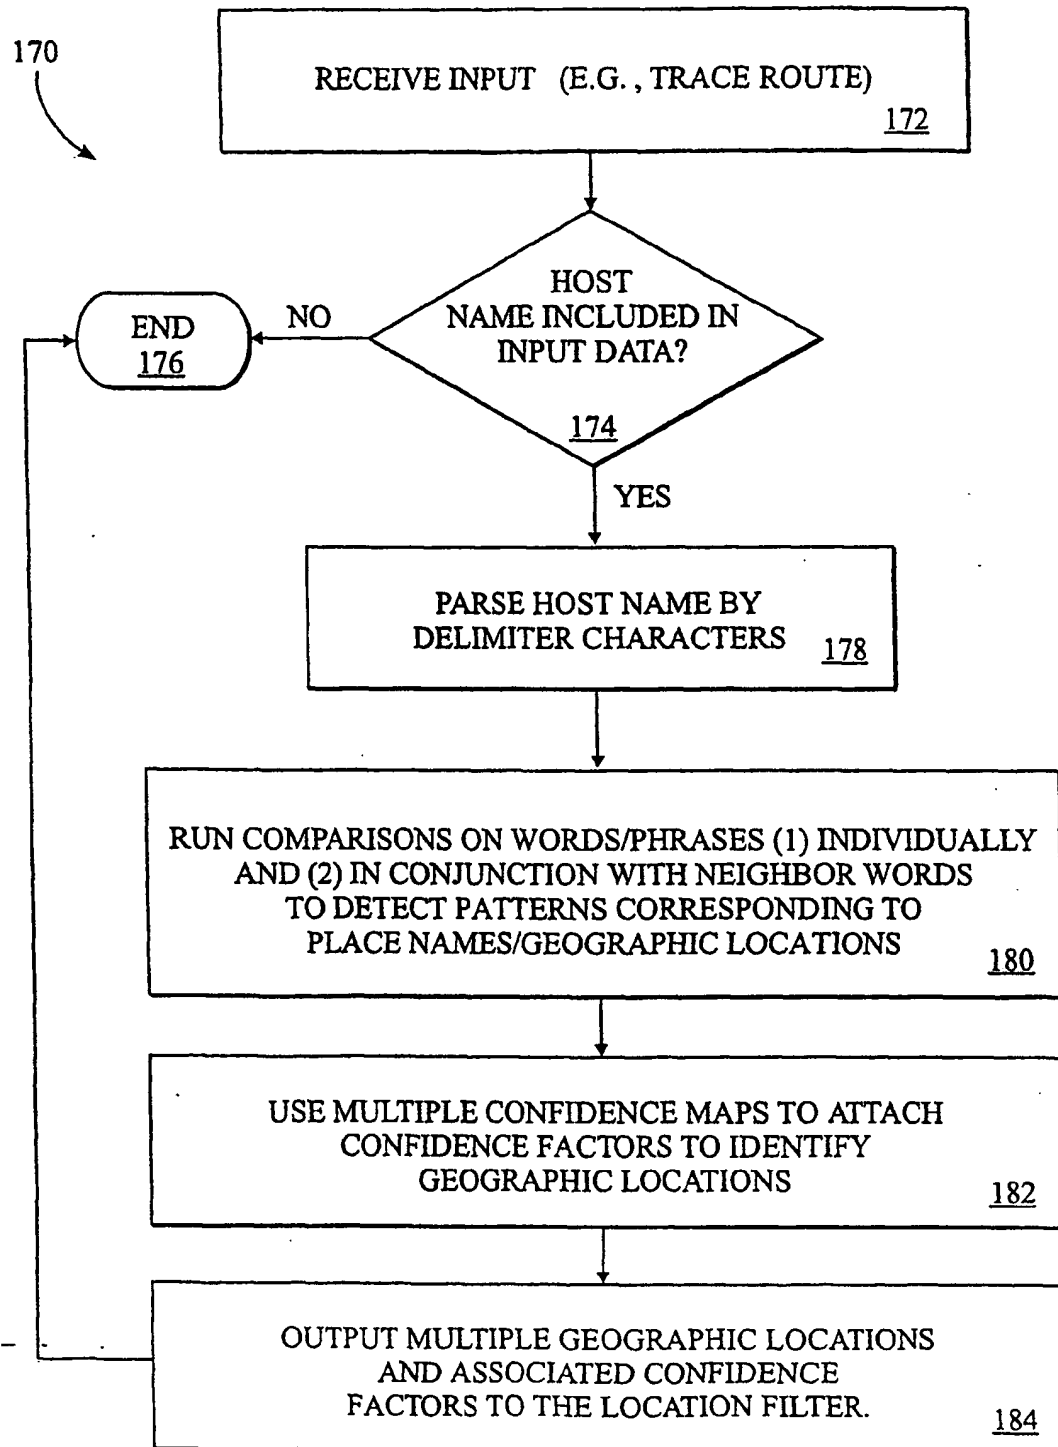 170
RECEIVE INPUT (E.G. , TRACE ROUTE)
172
HOST
NAME INCLUDED IN
INPUT DATA?
174
NO
END
176
YES
PARSE HOST NAME BY
DELIMITER CHARACTERS
178
RUN COMPARISONS ON WORDS/PHRASES (1) INDIVIDUALLY
AND (2) IN CONJUNCTION WITH NEIGHBOR WORDS
TO DETECT PATTERNS CORRESPONDING TO
PLACE NAMES/GEOGRAPHIC LOCATIONS
180
USE MULTIPLE CONFIDENCE MAPS TO ATTACH
CONFIDENCE FACTORS TO IDENTIFY
GEOGRAPHIC LOCATIONS
182
OUTPUT MULTIPLE GEOGRAPHIC LOCATIONS
AND ASSOCIATED CONFIDENCE
FACTORS TO THE LOCATION FILTER.
184